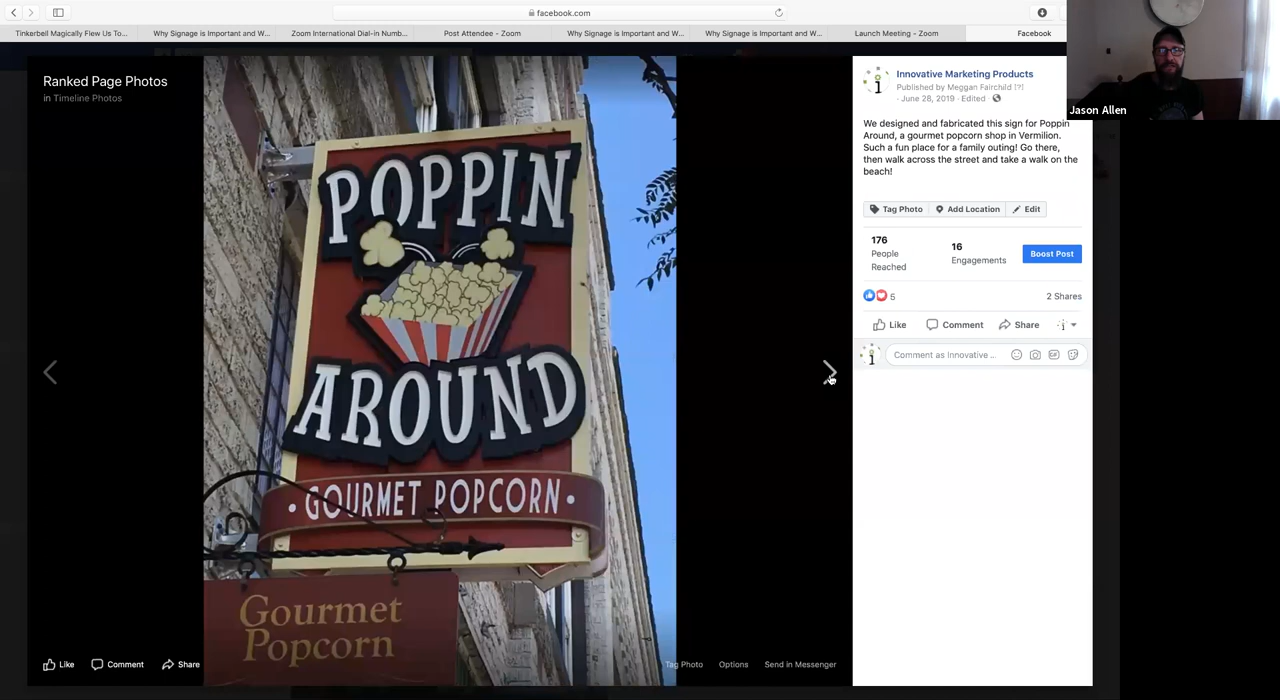 facebook.com
Tinkerbell Magically Flew Us To...
Why Signage is Important and W...
Zoom International Dial-in Numb...
Post Attendee - Zoom
Why Signage is Important and W...
Why Signage is Important and W...
Launch Meeting - Zoom
Facebook
Jason Allen
Ranked Page Photos
in Timeline Photos
POPPIN
AROUND
• GOURMET POPCORN •
Gourmet
Popcorn
Like
Comment
Share
Tag Photo
Options
Send in Messenger
i
Innovative Marketing Products
Published by Meggan Fairchild [?]
· June 28, 2019 · Edited ·
We designed and fabricated this sign for Poppin
Around, a gourmet popcorn shop in Vermilion.
Such a fun place for a family outing! Go there,
then walk across the street and take a walk on the
beach!
Tag Photo
Add Location
Edit
176
People
Reached
16
Engagements
Boost Post
5
2 Shares
Like
Comment
Share
i
i
Comment as Innovative ...
GIF